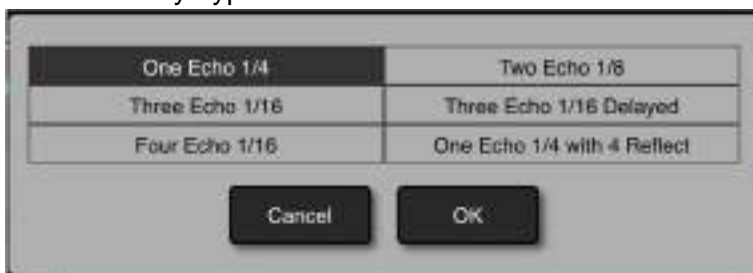 One Echo 1/4
Two Echo 1/8
Three Echo 1/16
Three Echo 1/16 Delayed
Four Echo 1/16
One Echo 1/4 with 4 Reflect
Cancel
OK